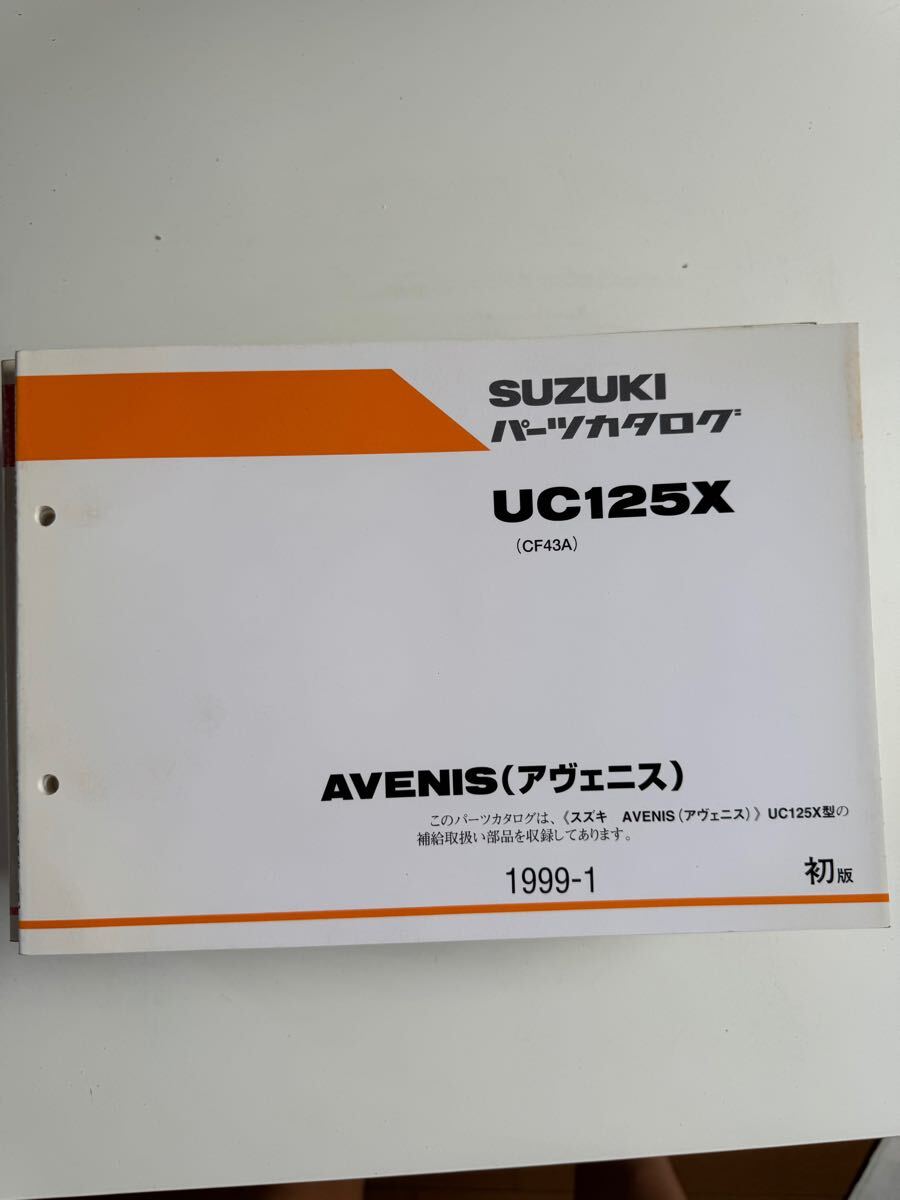 SUZUKI
パーツカタログ
UC125X
(CF43A)
AVENIS(アヴェニス)
このパーツカタログは、《スズキ　AVENIS(アヴェニス)》UC125X型の
補給取扱い部品を収録してあります。
1999-1
初版